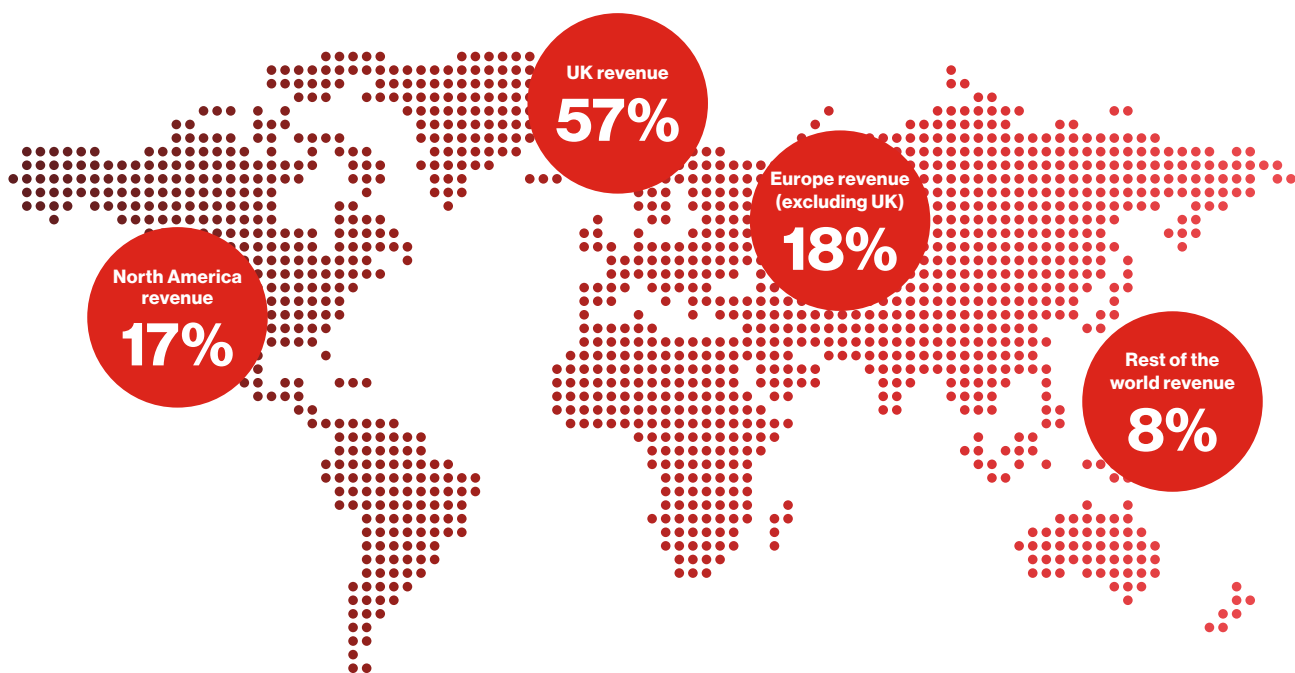 UK revenue
57%
Europe revenue
(excluding UK)
18%
North America
revenue
17%
Rest of the
world revenue
8%